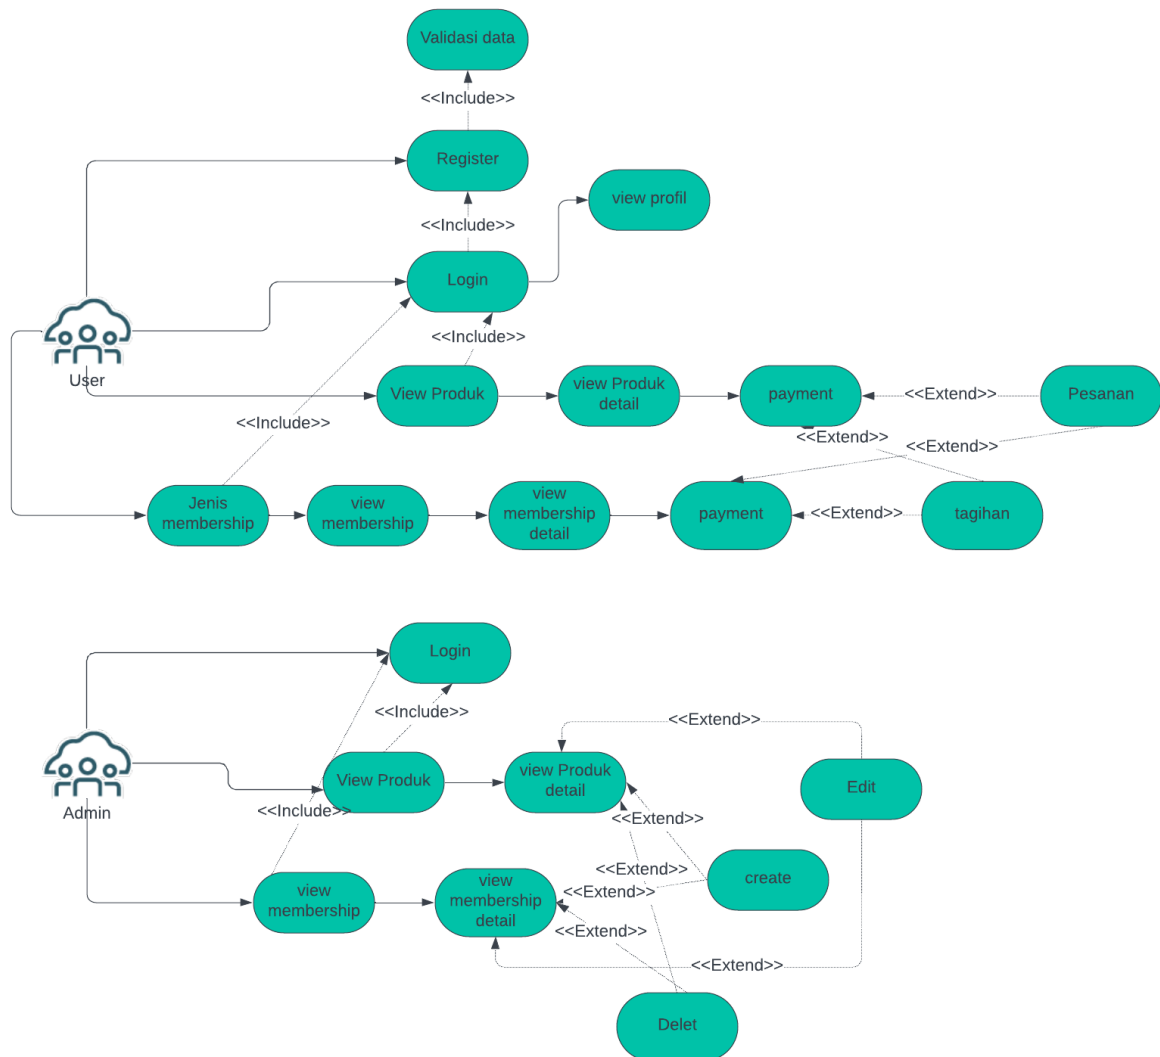 Validasi data
<<Include>>
Register
view profil
<<Include>>
Login
<<Include>>
User
View Produk
view Produk
detail
payment
<<Extend>>
Pesanan
<<Include>>
<<Extend>>
<<Extend>>
Jenis
membership
view
membership
view
membership
detail
payment
<<Extend>>
tagihan
Login
<<Include>>
<<Extend>>
Admin
View Produk
view Produk
detail
Edit
<<Include>>
<<Extend>>
<<Extend>>
create
<<Extend>>
view
membership
view
membership
detail
<<Extend>>
<<Extend>>
Delet